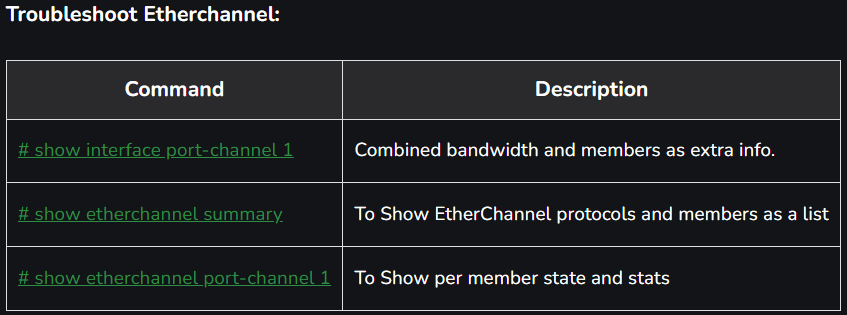 Troubleshoot Etherchannel:
Command Description
# show interface port-channel 1 Combined bandwidth and members as extra info.
# show etherchannel summary To Show EtherChannel protocols and members as a list
# show etherchannel port-channel 1 To Show per member state and stats